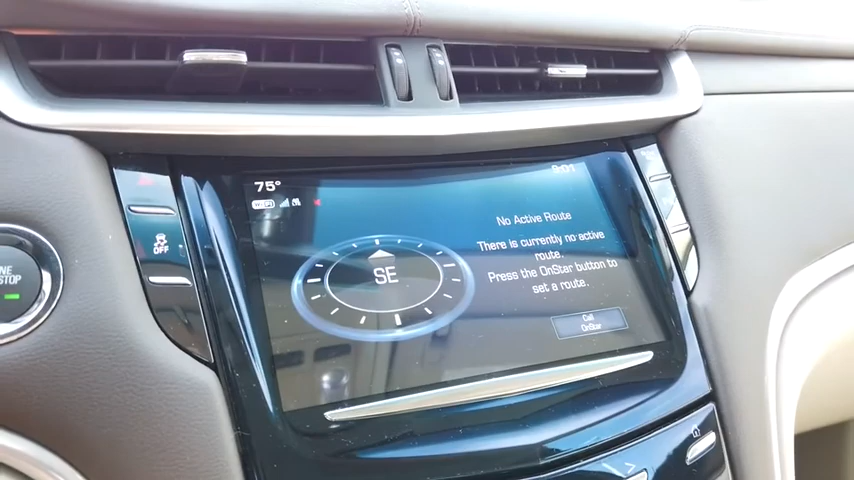 75°
9:01
WiFi
No Active Route
There is currently no active
route.
Press the OnStar button to
set a route.
SE
Call
OnStar
OFF
STOP